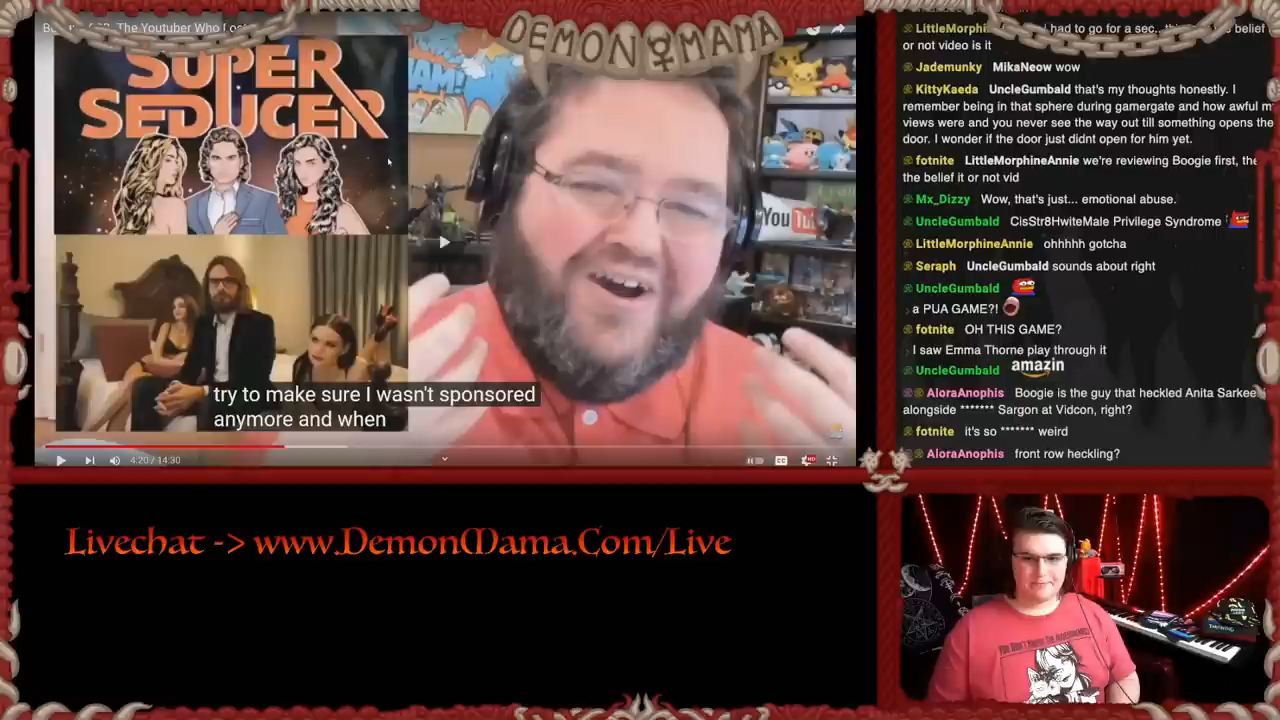 The Youtuber Who Lost
DEMON MAMA
SUPER
SEDUCER
You
try to make sure I wasn't sponsored
anymore and when
4:20 / 14:30
CC
HD
had to go for a sec..
belief
or not video is it
Jademunky MikaNeow wow
KittyKaeda UncleGumbald that's my thoughts honestly. I
remember being in that sphere during gamergate and how awful m
views were and you never see the way out till something opens the
door. I wonder if the door just didnt open for him yet.
fotnite LittleMorphineAnnie we're reviewing Boogie first, the
the belief it or not vid
Mx_Dizzy Wow, that's just... emotional abuse.
UncleGumbald CisStr8HwiteMale Privilege Syndrome
LittleMorphineAnnie ohhhhh gotcha
Seraph UncleGumbald sounds about right
UncleGumbald
a PUA GAME?!
fotnite OH THIS GAME?
I saw Emma Thorne play through it
UncleGumbald amazin
AloraAnophis Boogie is the guy that heckled Anita Sarkee
alongside ******* Sargon at Vidcon, right?
fotnite it's so ******* weird
AloraAnophis front row heckling?
Livechat -> www.DemonMama.Com/Live